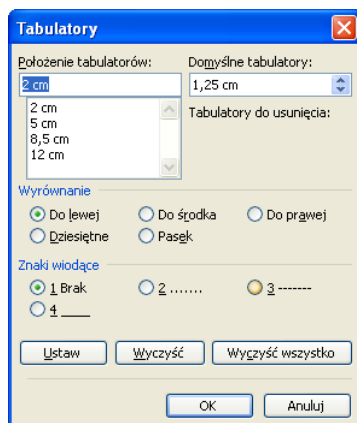 Tabulatory
Położenie tabulatorów: Domyślne tabulatory:
2 cm 1,25 cm
2 cm Tabulatory do usunięcia:
5 cm
8,5 cm
12 cm
Wyrównanie
Do lewej Do środka Do prawej
Dziesiętne Pasek
Znaki wiodące
1 Brak 2 ....... 3 -------
4 ____
Ustaw Wyczyść Wyczyść wszystko
OK Anuluj